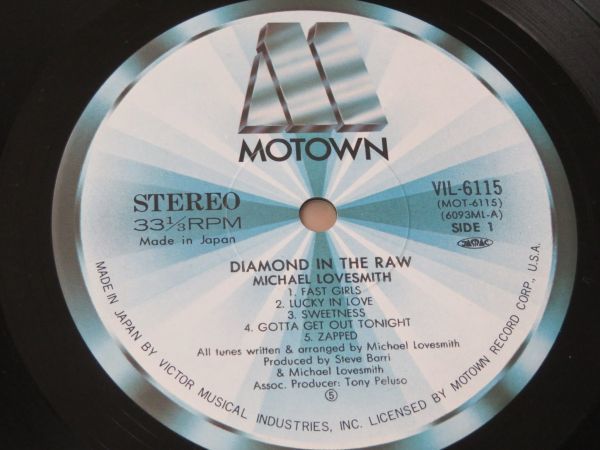 MOTOWN
STEREO
33⅓RPM
Made in Japan
VIL-6115
(MOT-6115)
(6093ML-A)
SIDE 1
JASRAC
DIAMOND IN THE RAW
MICHAEL LOVESMITH
1. FAST GIRLS
2. LUCKY IN LOVE
3. SWEETNESS
4. GOTTA GET OUT TONIGHT
5. ZAPPED
All tunes written & arranged by Michael Lovesmith
Produced by Steve Barri
& Michael Lovesmith
Assoc. Producer: Tony Peluso
⑤
MADE IN JAPAN BY VICTOR MUSICAL INDUSTRIES, INC. LICENSED BY MOTOWN RECORD CORP., U.S.A.